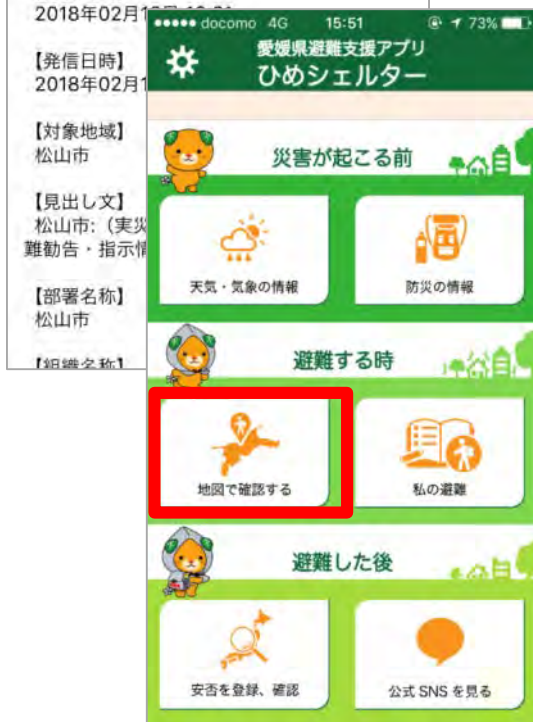 2018年02月1
【発信日時】
2018年02月1
【対象地域】
松山市
【見出し文】
松山市:（実災
難勧告・指示情
【部署名称】
松山市
【組織名称】
docomo 4G 15:51 73%
愛媛県避難支援アプリ
ひめシェルター
災害が起こる前
天気・気象の情報
防災の情報
避難する時
地図で確認する
私の避難
避難した後
安否を登録、確認
公式 SNS を見る